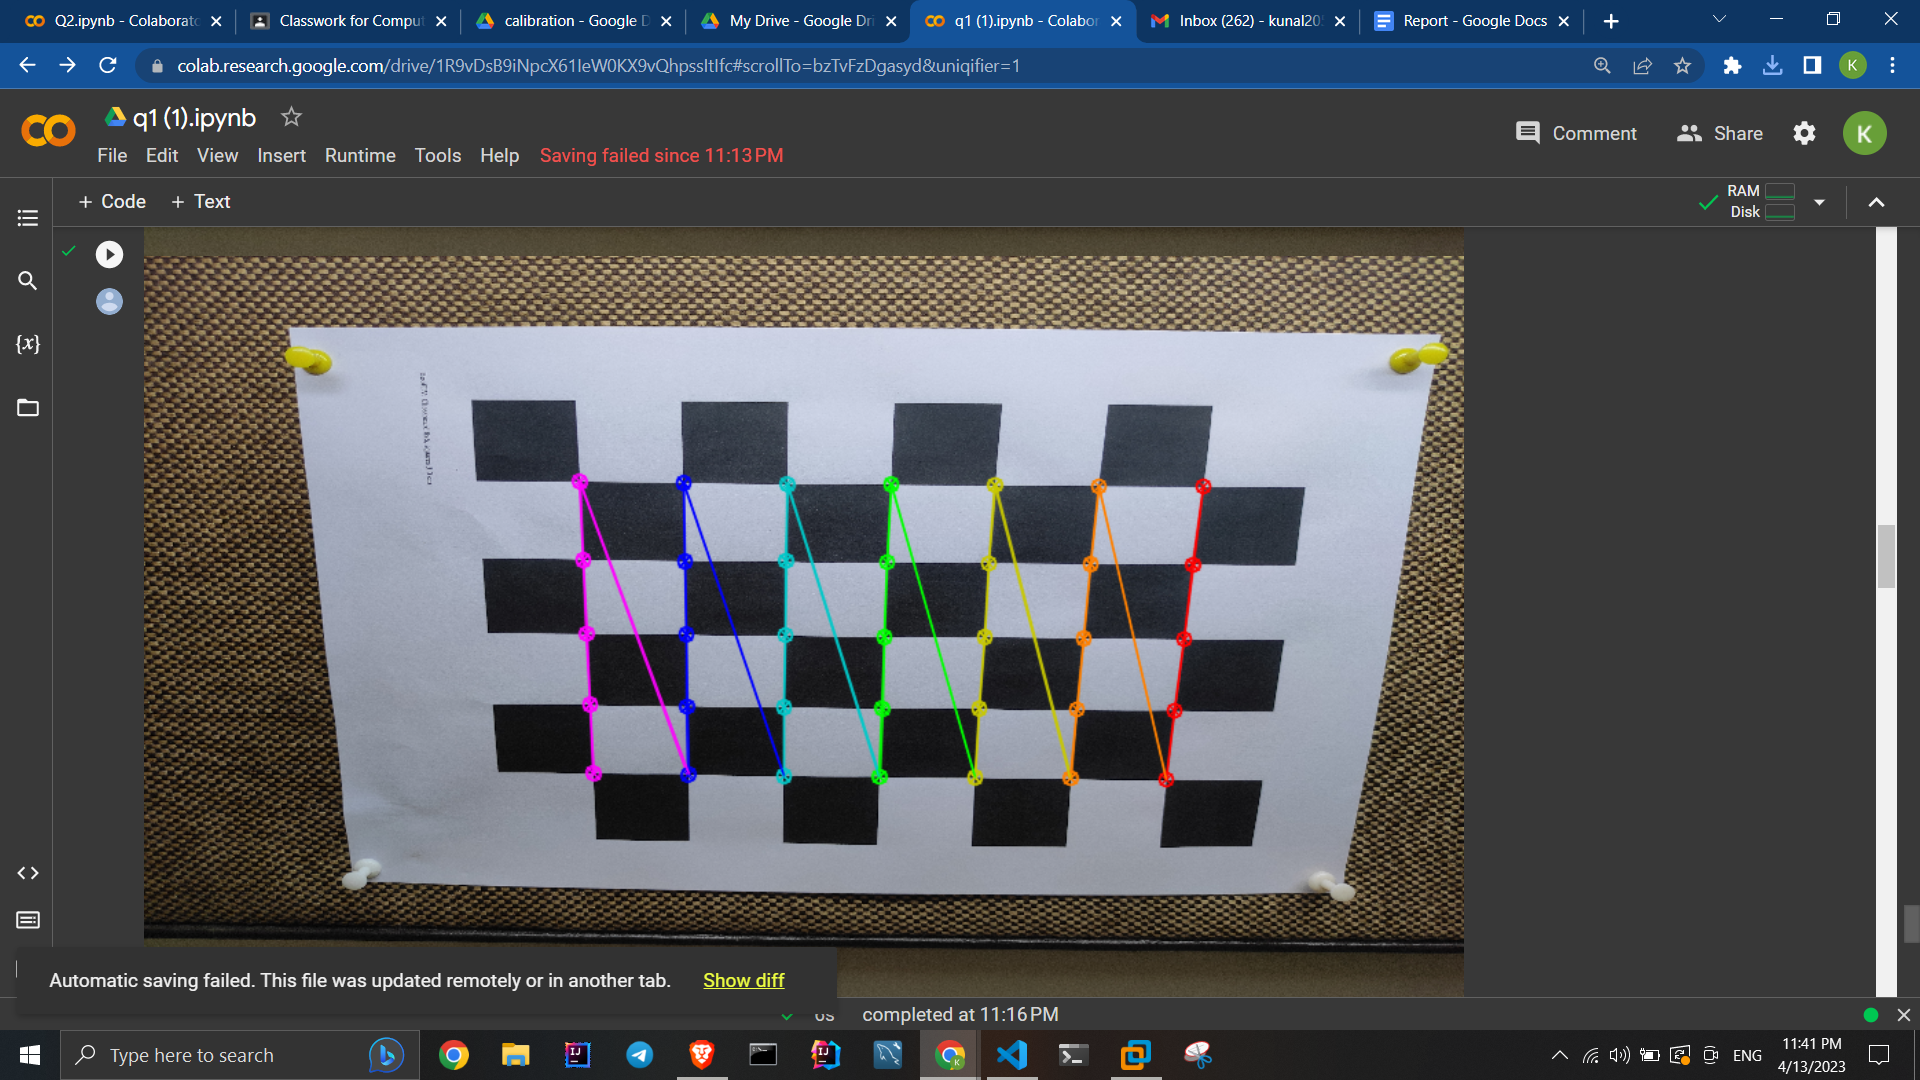 Q2.ipynb - Colaborato
Classwork for Comput
calibration - Google D
My Drive - Google Dri
q1 (1).ipynb - Colabor
Inbox (262) - kunal205
Report - Google Docs
colab.research.google.com/drive/1R9vDsB9iNpcX61IeW0KX9vQhpssItIfc#scrollTo=bzTvFzDgasyd&uniqifier=1
K
q1 (1).ipynb
File Edit View Insert Runtime Tools Help Saving failed since 11:13 PM
Comment Share K
+ Code + Text
RAM
Disk
{x}
Automatic saving failed. This file was updated remotely or in another tab. Show diff
0s completed at 11:16 PM
Type here to search
ENG
11:41 PM
4/13/2023